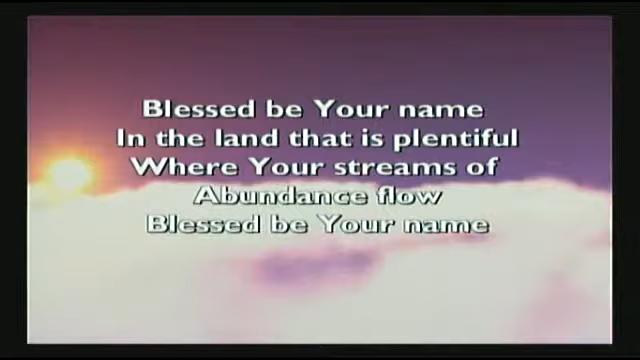 Blessed be Your name
In the land that is plentiful
Where Your streams of
Abundance flow
Blessed be Your name